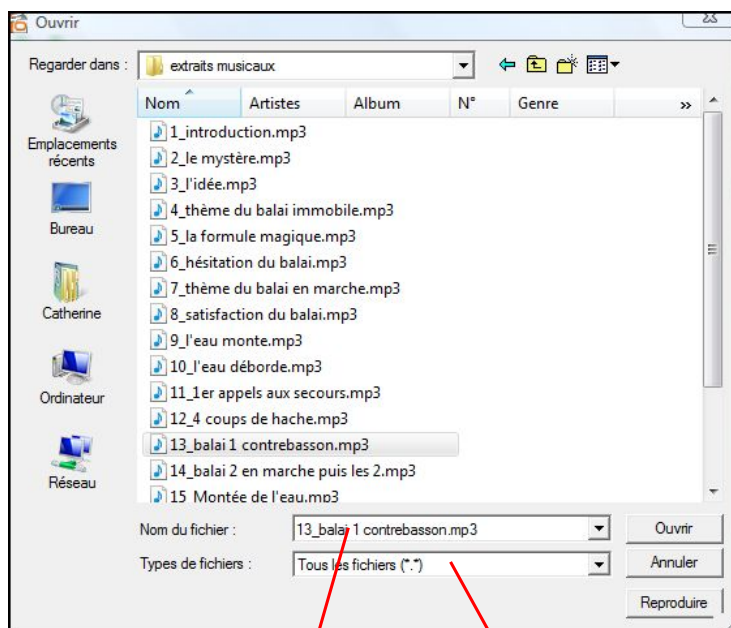 Ouvrir
Regarder dans :
extraits musicaux
Nom Artistes Album N° Genre »
Emplacements
récents
Bureau
Catherine
Ordinateur
Réseau
1_introduction.mp3
2_le mystère.mp3
3_l'idée.mp3
4_thème du balai immobile.mp3
5_la formule magique.mp3
6_hésitation du balai.mp3
7_thème du balai en marche.mp3
8_satisfaction du balai.mp3
9_l'eau monte.mp3
10_l'eau déborde.mp3
11_1er appels aux secours.mp3
12_4 coups de hache.mp3
13_balai 1 contrebasson.mp3
14_balai 2 en marche puis les 2.mp3
15_Montée de l'eau.mp3
Nom du fichier : 13_balai 1 contrebasson.mp3 Ouvrir
Types de fichiers : Tous les fichiers (*.*) Annuler
Reproduire